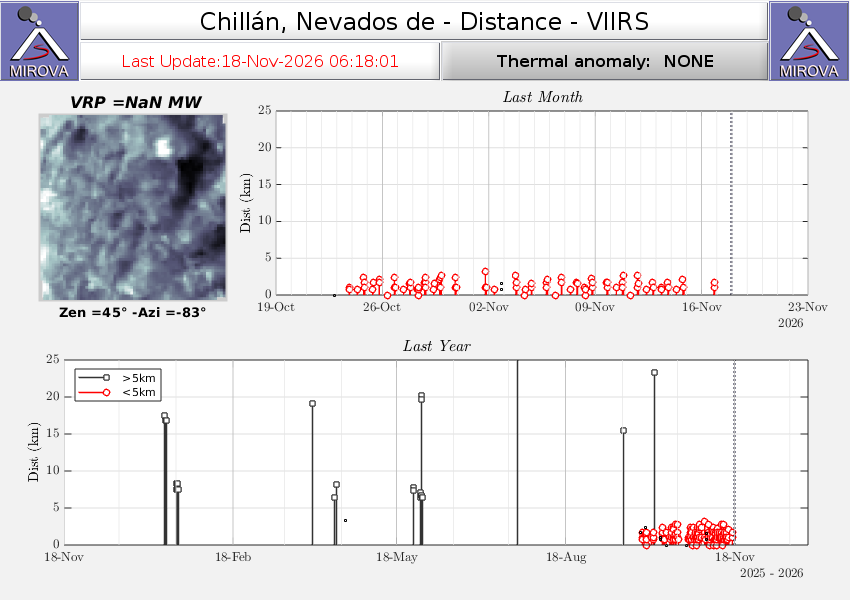 Chillán, Nevados de - Distance - VIIRS
MIROVA
Last Update:18-Nov-2026 06:18:01
Thermal anomaly: NONE
MIROVA
VRP =NaN MW
Zen =45° -Azi =-83°
Last Month
Dist (km)
25
20
15
10
5
0
19-Oct 26-Oct 02-Nov 09-Nov 16-Nov 23-Nov
2026
Last Year
Dist (km)
25
20
15
10
5
0
>5km
<5km
18-Nov 18-Feb 18-May 18-Aug 18-Nov
2025 - 2026